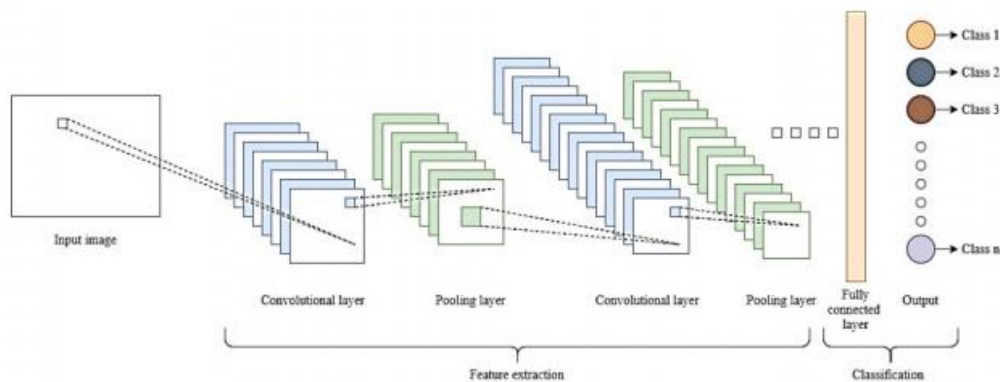 Class 1
Class 2
Class 3
Class n
Input image
Convolutional layer
Pooling layer
Convolutional layer
Pooling layer
Fully
connected
layer
Output
Feature extraction
Classification